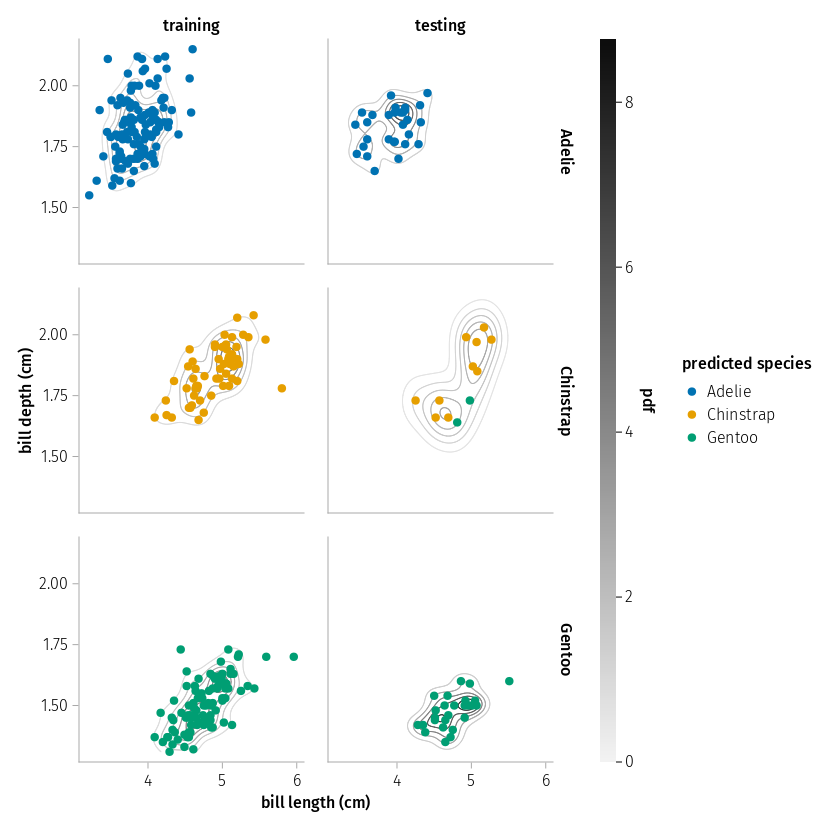 training
testing
2.00
1.75
1.50
Adelie
2.00
1.75
1.50
Chinstrap
2.00
1.75
1.50
Gentoo
4
5
6
4
5
6
bill depth (cm)
bill length (cm)
8
6
4
2
0
pdf
predicted species
Adelie
Chinstrap
Gentoo